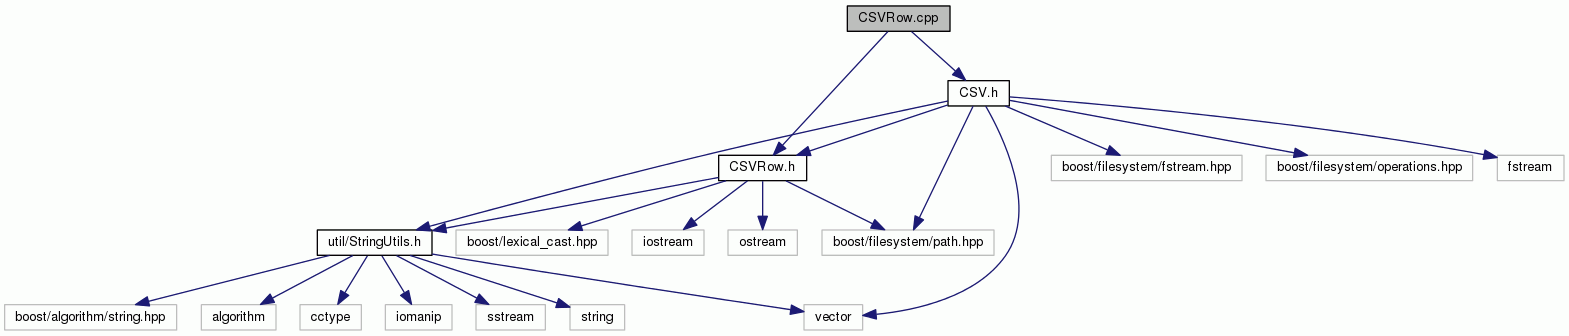 CSVRow.cpp
CSV.h
CSVRow.h
boost/filesystem/fstream.hpp
boost/filesystem/operations.hpp
fstream
util/StringUtils.h
boost/lexical_cast.hpp
iostream
ostream
boost/filesystem/path.hpp
boost/algorithm/string.hpp
algorithm
cctype
iomanip
sstream
string
vector